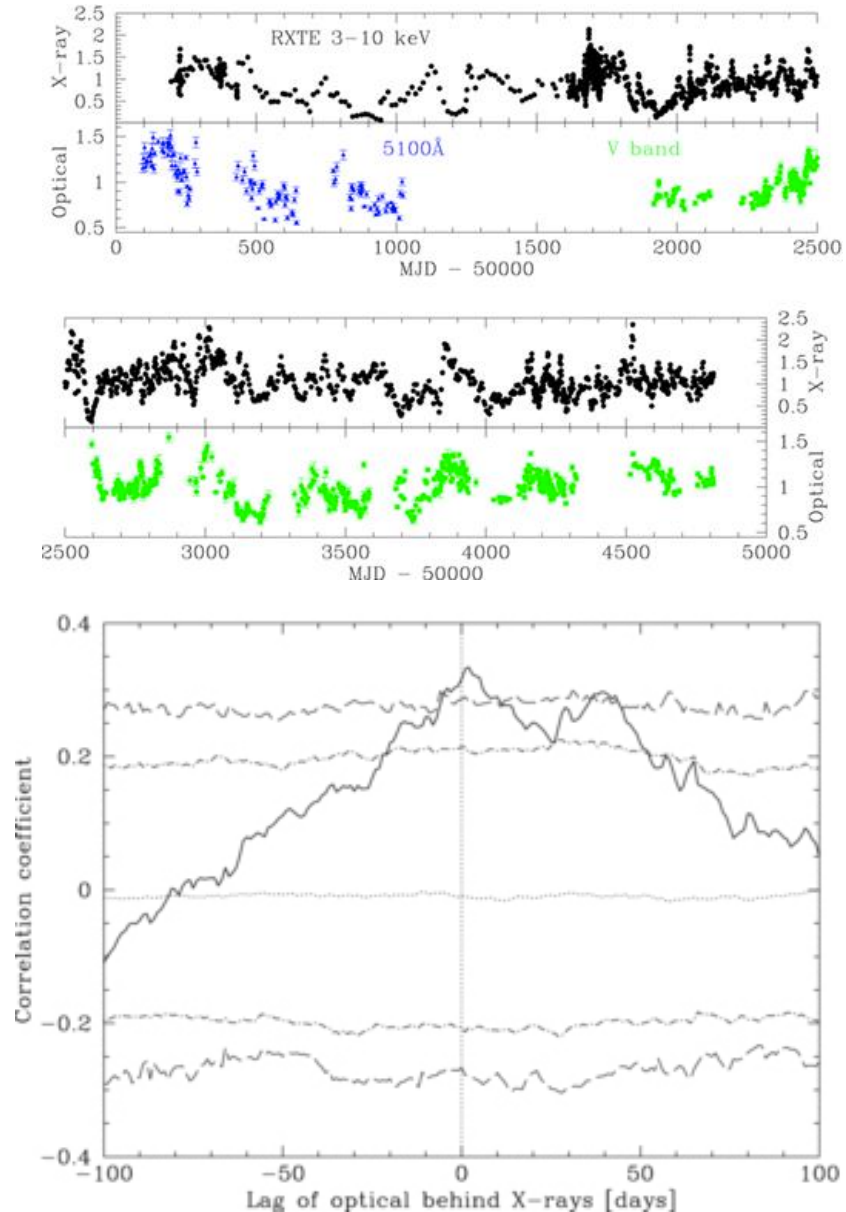 2.5
2
1.5
1
0.5
X-ray
RXTE 3-10 keV
1.5
1
0.5
Optical
5100Å
V band
0 500 1000 1500 2000 2500
MJD - 50000
2.5
2
1.5
1
0.5
X-ray
1.5
1
0.5
Optical
2500 3000 3500 4000 4500 5000
MJD - 50000
0.4
0.2
0
-0.2
-0.4
Correlation coefficient
-100 -50 0 50 100
Lag of optical behind X-rays [days]